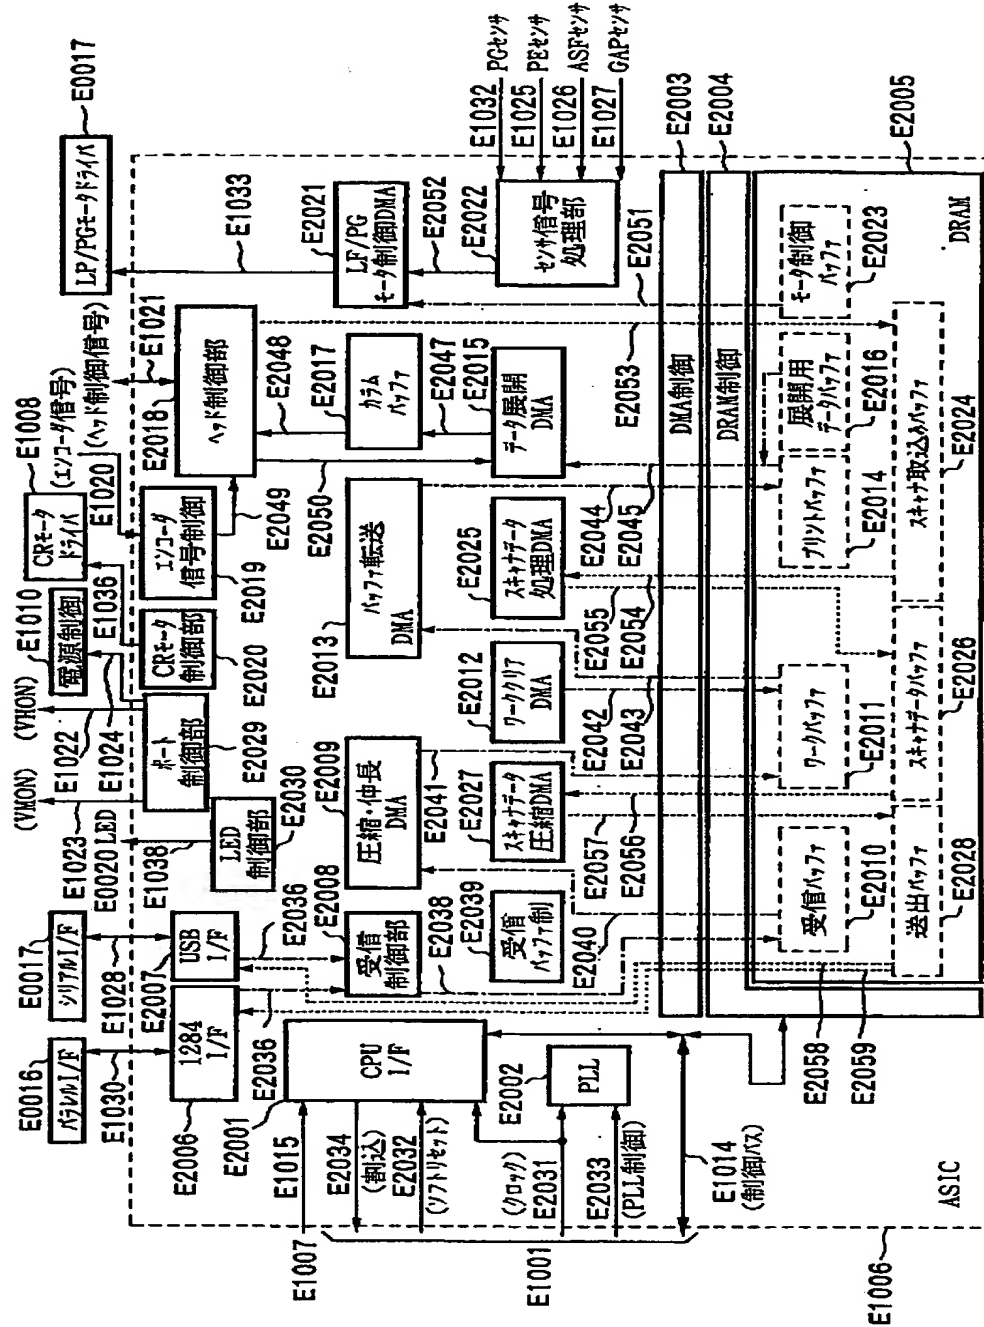 E0016
パラレルI/F
E1030
E0017
シリアルI/F
E1028
E0020 LED
E1038
E1023
(VMON)
E1022
(VHON)
E1024
E1010
電源制御
E1036
E1008
CRモータ
ドライバ
E1020
(エンコーダ信号)
(ヘッド制御信号)
E1021
LP/PGモータドライバ
E0017
E2006
1284
I/F
E2007
USB
I/F
LED
制御部
E2030
ポート
制御部
E2029
CRモータ
制御部
E2020
エンコーダ
信号制御
E2019
E2018
ヘッド制御部
E1033
E2001
E2036
E2036
CPU
I/F
E2008
受信
制御部
E2038
E2009
圧縮・伸長
DMA
E2041
E2013
バッファ転送
DMA
E2049
E2050
E2048
E2017
カラム
バッファ
E2047
E2021
LF/PG
モータ制御DMA
E2052
E1015
E1007
E2034
(割込)
E2032
(ソフトリセット)
E2039
受信
バッファ制
E2027
スキャナデータ
圧縮DMA
E2012
ワーククリア
DMA
E2025
スキャナデータ
処理DMA
E2015
データ展開
DMA
E2022
センサ信号
処理部
E1032
PGセンサ
E1025
PEセンサ
E1026
ASFセンサ
E1027
GAPセンサ
E1001
(クロック)
E2031
E2033
(PLL制御)
E2002
PLL
E2040
E2057
E2056
E2042
E2043
E2055
E2054
E2044
E2045
E2053
E2051
DMA制御
E2003
DRAM制御
E2004
E1014
(制御バス)
E2058
E2059
受信バッファ
E2010
ワークバッファ
E2011
プリントバッファ
E2014
展開用
データバッファ
E2016
モータ制御
バッファ
E2023
E2005
送出バッファ
E2028
スキャナデータバッファ
E2026
スキャナ取込みバッファ
E2024
DRAM
ASIC
E1006